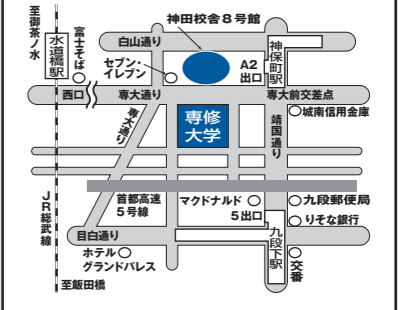 至御茶ノ水
水道橋駅
富士そば
神田校舎8号館
白山通り
セブン-
イレブン
A2
出口
神保町駅
西口
専大通り
専大前交差点
専大通り
専修
大学
靖国通り
城南信用金庫
JR総武線
首都高速
5号線
マクドナルド
5出口
九段郵便局
りそな銀行
目白通り
九段下駅
ホテル
グランドパレス
交番
至飯田橋